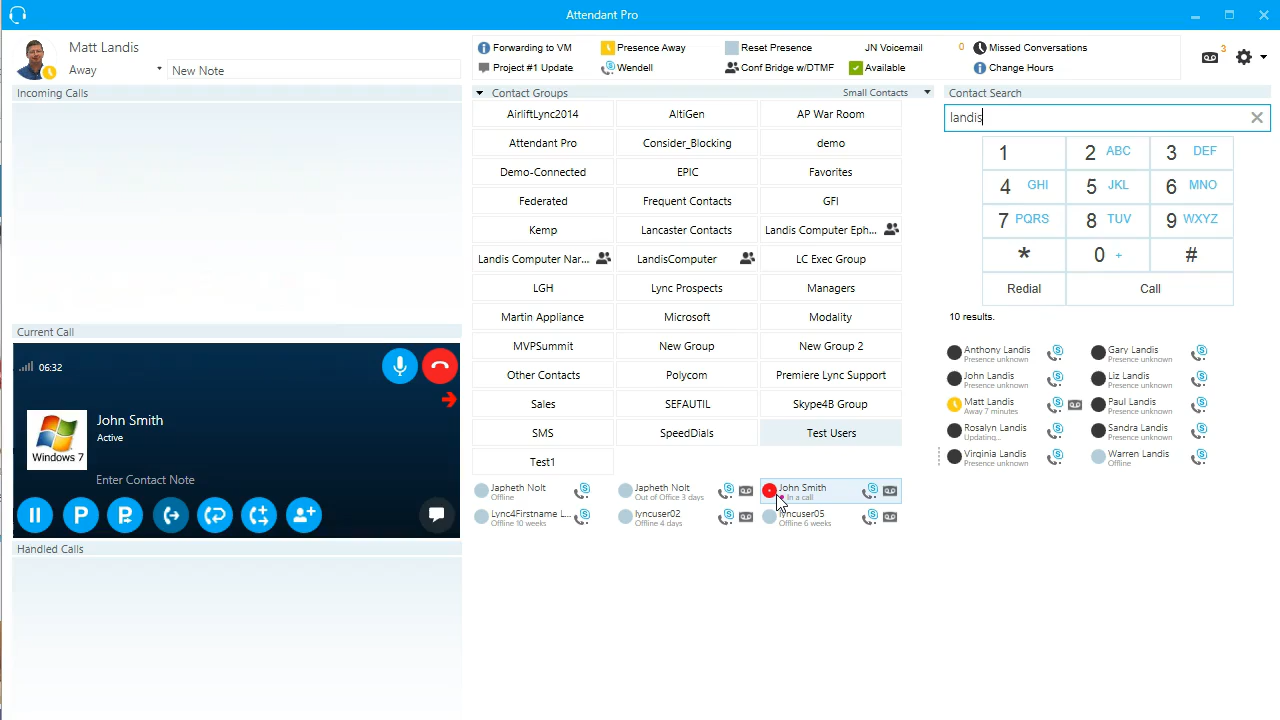 Attendant Pro
Matt Landis
Away
New Note
Incoming Calls
Current Call
06:32
John Smith
Active
Windows 7
Enter Contact Note
P
P
Handled Calls
Forwarding to VM
Presence Away
Reset Presence
JN Voicemail
0
Missed Conversations
Project #1 Update
Wendell
Conf Bridge w/DTMF
Available
Change Hours
3
Contact Groups
Small Contacts
AirliftLync2014
AltiGen
AP War Room
Attendant Pro
Consider_Blocking
demo
Demo-Connected
EPIC
Favorites
Federated
Frequent Contacts
GFI
Kemp
Lancaster Contacts
Landis Computer Eph...
Landis Computer Nar...
LandisComputer
LC Exec Group
LGH
Lync Prospects
Managers
Martin Appliance
Microsoft
Modality
MVPSummit
New Group
New Group 2
Other Contacts
Polycom
Premiere Lync Support
Sales
SEFAUTIL
Skype4B Group
SMS
SpeedDials
Test Users
Test1
Japheth Nolt
Offline
Japheth Nolt
Out of Office 3 days
John Smith
In a call
Lync4Firstname L...
Offline 10 weeks
lyncuser02
Offline 4 days
lyncuser05
Offline 6 weeks
Contact Search
landis
1
2 ABC
3 DEF
4 GHI
5 JKL
6 MNO
7 PQRS
8 TUV
9 WXYZ
*
0 +
#
Redial
Call
10 results.
Anthony Landis
Presence unknown
Gary Landis
Presence unknown
John Landis
Presence unknown
Liz Landis
Presence unknown
Matt Landis
Away 7 minutes
Paul Landis
Presence unknown
Rosalyn Landis
Updating...
Sandra Landis
Presence unknown
Virginia Landis
Presence unknown
Warren Landis
Offline